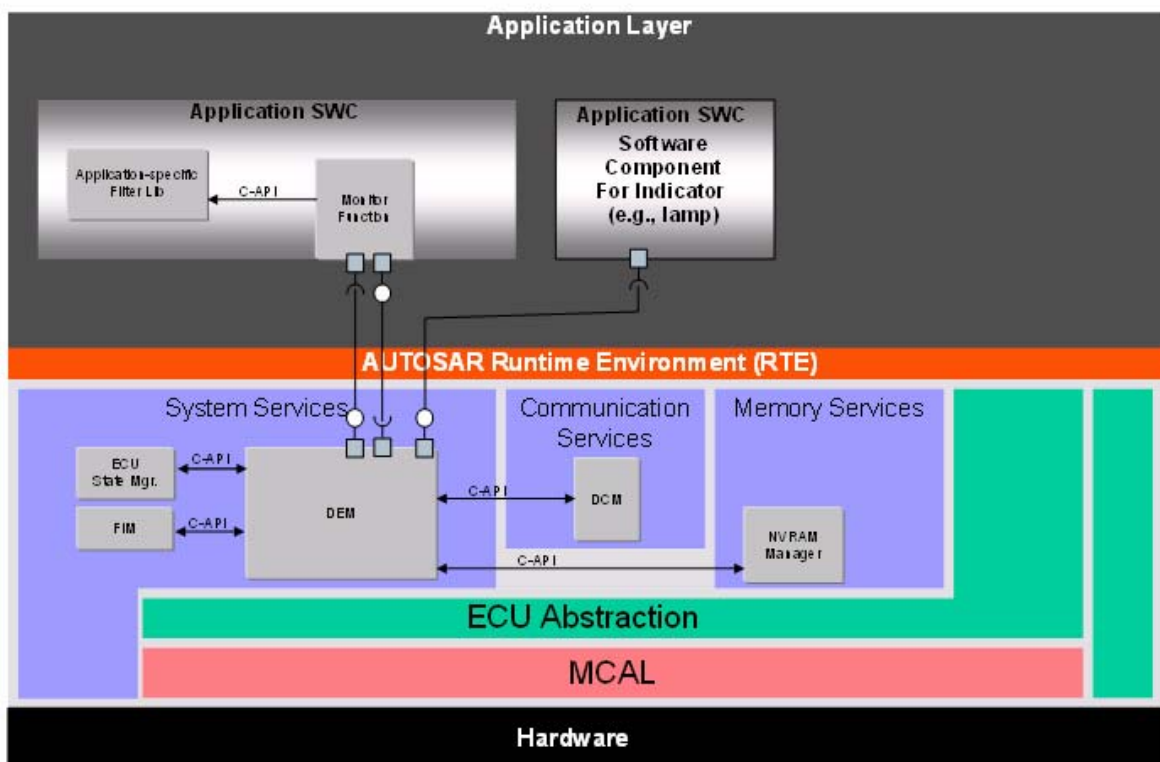 Application Layer
Application SWC
Application-specific
Filter Lib
C-API
Monitor
Function
Application SWC
Software
Component
For Indicator
(e.g., lamp)
AUTOSAR Runtime Environment (RTE)
System Services
Communication
Services
Memory Services
ECU
State Mgr.
C-API
FIM
C-API
DEM
C-API
DCM
C-API
NVRAM
Manager
ECU Abstraction
MCAL
Hardware